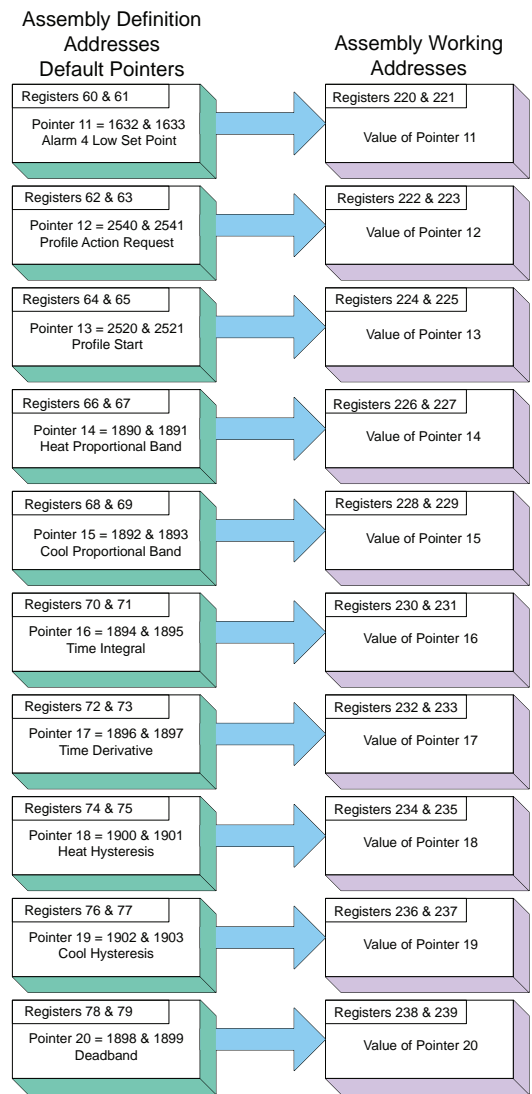 Assembly Definition
Addresses
Default Pointers
Assembly Working
Addresses
Registers 60 & 61
Pointer 11 = 1632 & 1633
Alarm 4 Low Set Point
Registers 220 & 221
Value of Pointer 11
Registers 62 & 63
Pointer 12 = 2540 & 2541
Profile Action Request
Registers 222 & 223
Value of Pointer 12
Registers 64 & 65
Pointer 13 = 2520 & 2521
Profile Start
Registers 224 & 225
Value of Pointer 13
Registers 66 & 67
Pointer 14 = 1890 & 1891
Heat Proportional Band
Registers 226 & 227
Value of Pointer 14
Registers 68 & 69
Pointer 15 = 1892 & 1893
Cool Proportional Band
Registers 228 & 229
Value of Pointer 15
Registers 70 & 71
Pointer 16 = 1894 & 1895
Time Integral
Registers 230 & 231
Value of Pointer 16
Registers 72 & 73
Pointer 17 = 1896 & 1897
Time Derivative
Registers 232 & 233
Value of Pointer 17
Registers 74 & 75
Pointer 18 = 1900 & 1901
Heat Hysteresis
Registers 234 & 235
Value of Pointer 18
Registers 76 & 77
Pointer 19 = 1902 & 1903
Cool Hysteresis
Registers 236 & 237
Value of Pointer 19
Registers 78 & 79
Pointer 20 = 1898 & 1899
Deadband
Registers 238 & 239
Value of Pointer 20